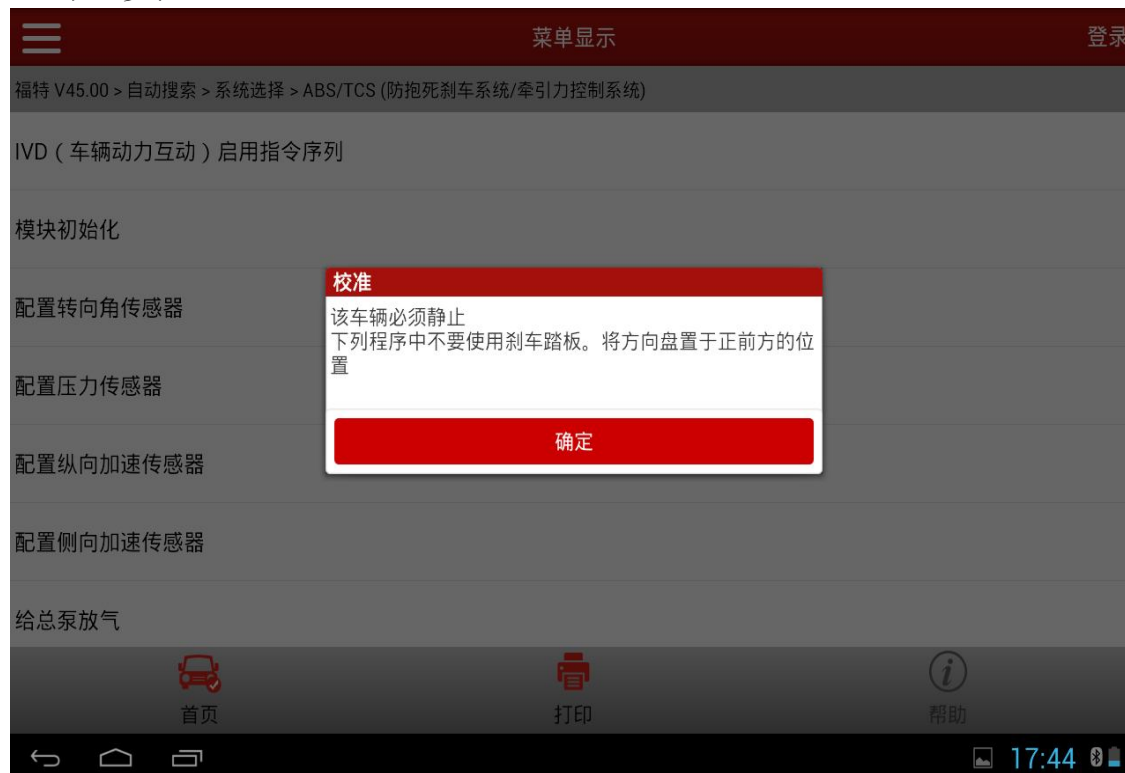 菜单显示
登录
福特 V45.00 > 自动搜索 > 系统选择 > ABS/TCS (防抱死刹车系统/牵引力控制系统)
IVD（车辆动力互动）启用指令序列
模块初始化
配置转向角传感器
配置压力传感器
配置纵向加速传感器
配置侧向加速传感器
给总泵放气
校准
该车辆必须静止
下列程序中不要使用刹车踏板。将方向盘置于正前方的位
置
确定
首页
打印
帮助
17:44